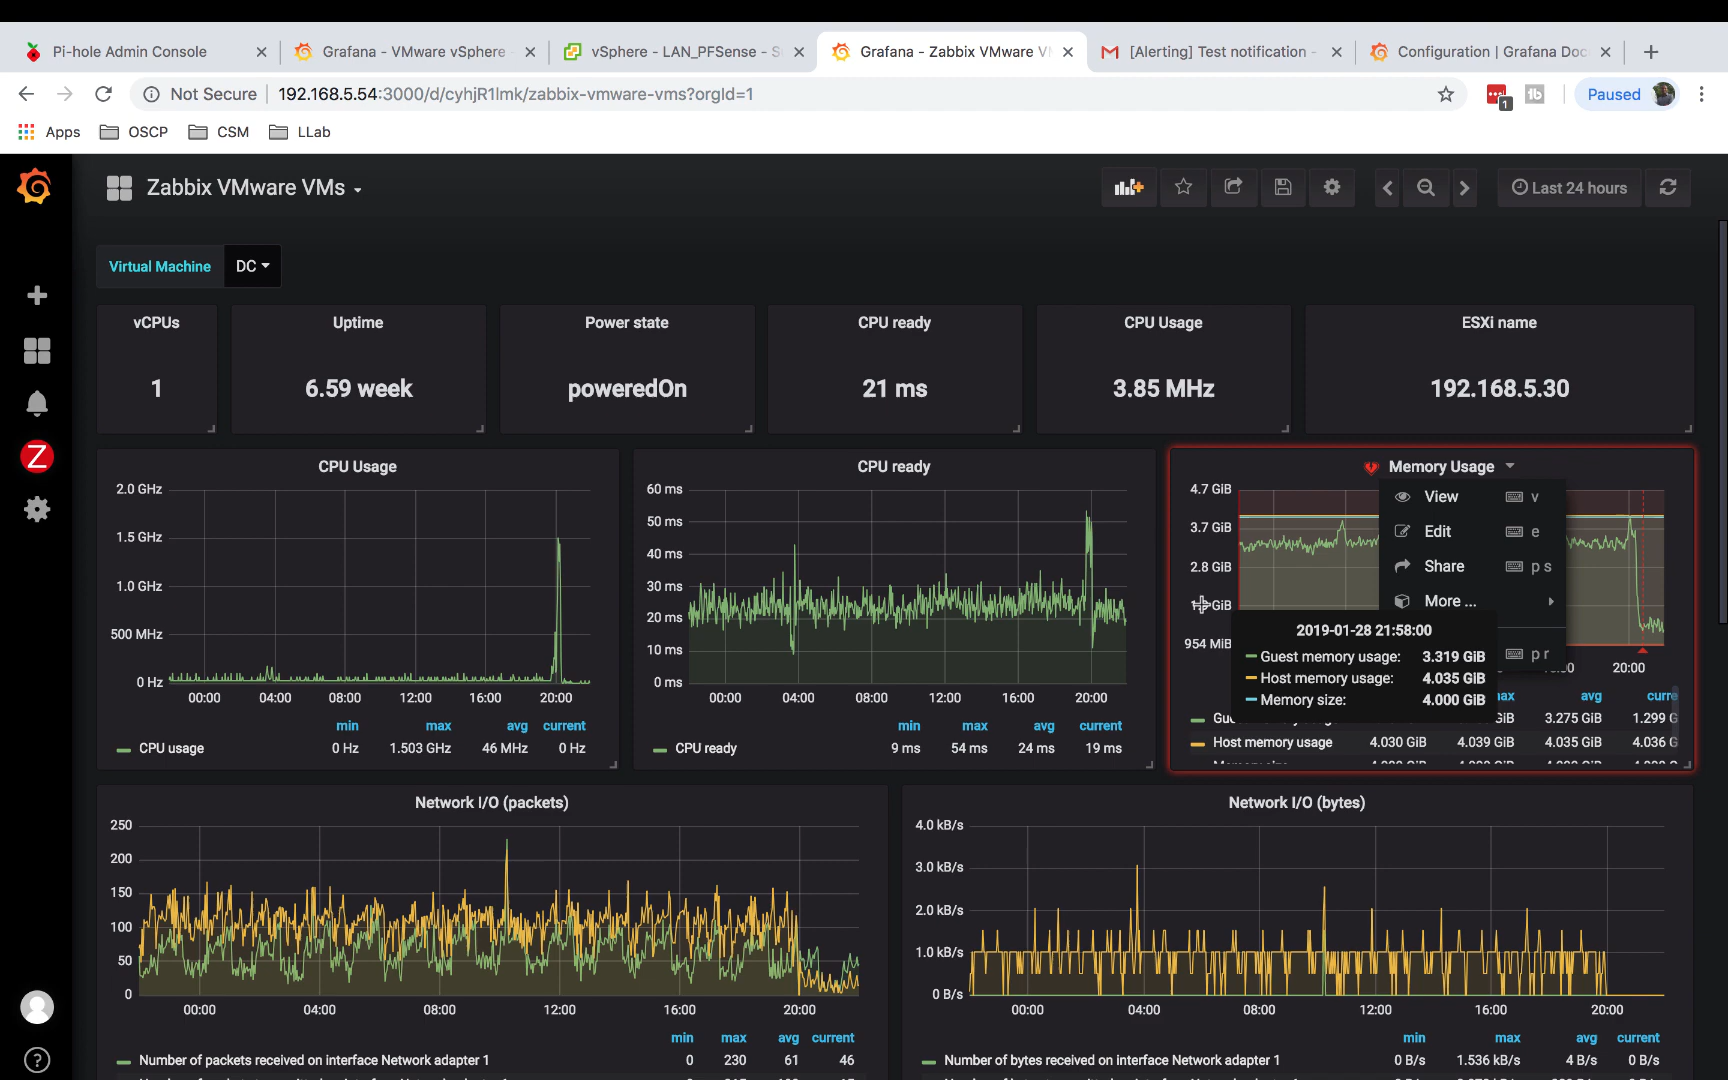 Pi-hole Admin Console
Grafana - VMware vSphere
vSphere - LAN_PFSense - S
Grafana - Zabbix VMware VM
[Alerting] Test notification -
Configuration | Grafana Doc
Not Secure
192.168.5.54:3000/d/cyhjR1lmk/zabbix-vmware-vms?orgId=1
1
tb
Paused
Apps
OSCP
CSM
LLab
Zabbix VMware VMs
Last 24 hours
Virtual Machine DC
Z
vCPUs
1
Uptime
6.59 week
Power state
poweredOn
CPU ready
21 ms
CPU Usage
3.85 MHz
ESXi name
192.168.5.30
CPU Usage
2.0 GHz
1.5 GHz
1.0 GHz
500 MHz
0 Hz
00:00 04:00 08:00 12:00 16:00 20:00
min max avg current
CPU usage 0 Hz 1.503 GHz 46 MHz 0 Hz
CPU ready
60 ms
50 ms
40 ms
30 ms
20 ms
10 ms
0 ms
00:00 04:00 08:00 12:00 16:00 20:00
min max avg current
CPU ready 9 ms 54 ms 24 ms 19 ms
Memory Usage
4.7 GiB
3.7 GiB
2.8 GiB
GiB
954 MiB
View v
Edit e
Share p s
More ...
p r
20:00
2019-01-28 21:58:00
Guest memory usage: 3.319 GiB
Host memory usage: 4.035 GiB
Memory size: 4.000 GiB
avg curre
3.275 GiB 1.299 G
Host memory usage 4.030 GiB 4.039 GiB 4.035 GiB 4.036 G
Network I/O (packets)
250
200
150
100
50
0
00:00 04:00 08:00 12:00 16:00 20:00
min max avg current
Number of packets received on interface Network adapter 1 0 230 61 46
Network I/O (bytes)
4.0 kB/s
3.0 kB/s
2.0 kB/s
1.0 kB/s
0 B/s
00:00 04:00 08:00 12:00 16:00 20:00
min max avg current
Number of bytes received on interface Network adapter 1 0 B/s 1.536 kB/s 4 B/s 0 B/s